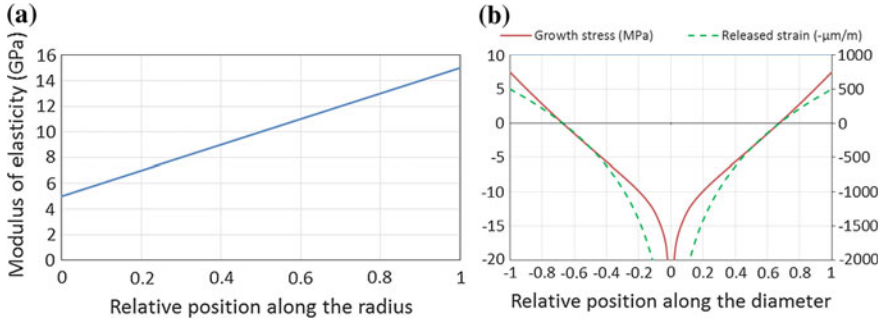 (a)
Modulus of elasticity (GPa)
16
14
12
10
8
6
4
2
0
0 0.2 0.4 0.6 0.8 1
Relative position along the radius
(b)
Growth stress (MPa) Released strain (-μm/m)
10 1000
5 500
0 0
-5 -500
-10 -1000
-15 -1500
-20 -2000
-1 -0.8 -0.6 -0.4 -0.2 0 0.2 0.4 0.6 0.8 1
Relative position along the diameter